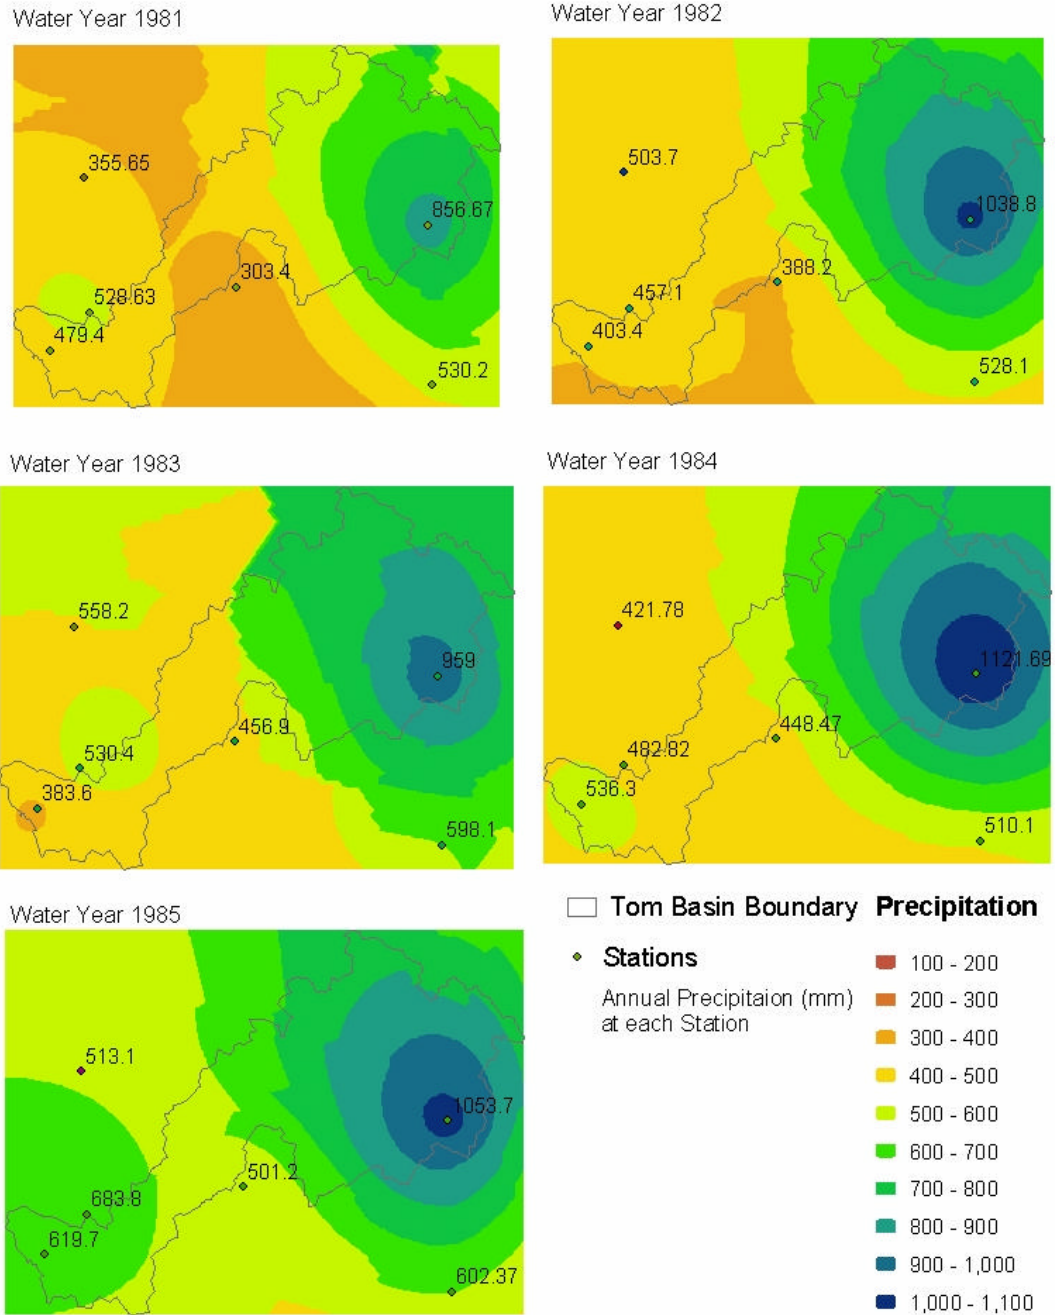 Water Year 1981
355.65
856.67
303.4
528.63
479.4
530.2
Water Year 1982
503.7
1038.8
388.2
457.1
403.4
528.1
Water Year 1983
558.2
959
456.9
530.4
383.6
598.1
Water Year 1984
421.78
1121.69
448.47
482.82
536.3
510.1
Water Year 1985
513.1
1053.7
501.2
683.8
619.7
602.37
Tom Basin Boundary
Stations
Annual Precipitaion (mm)
at each Station
Precipitation
100 - 200
200 - 300
300 - 400
400 - 500
500 - 600
600 - 700
700 - 800
800 - 900
900 - 1,000
1,000 - 1,100